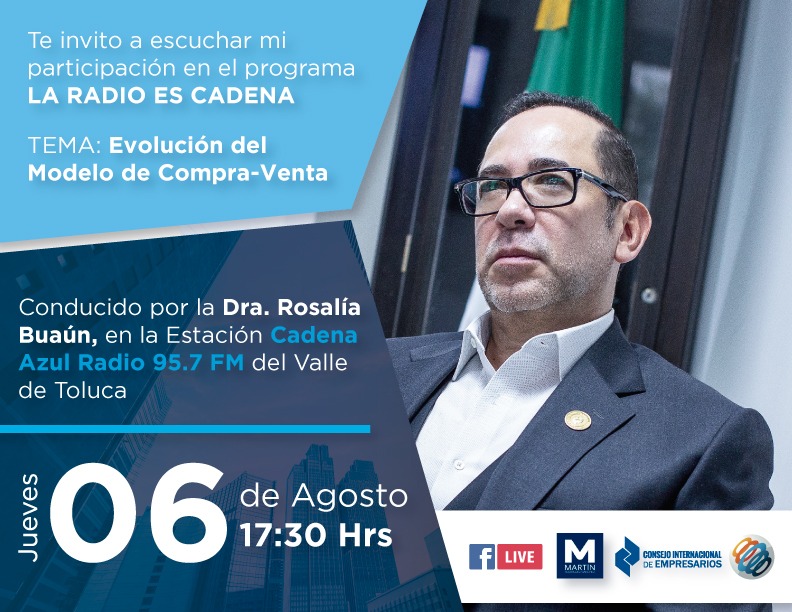 Te invito a escuchar mi
participación en el programa
LA RADIO ES CADENA
TEMA: Evolución del
Modelo de Compra-Venta
Conducido por la Dra. Rosalía
Buaún, en la Estación Cadena
Azul Radio 95.7 FM del Valle
de Toluca
Jueves
06
de Agosto
17:30 Hrs
f LIVE
M
MARTIN
CONSEJO INTERNACIONAL
DE EMPRESARIOS